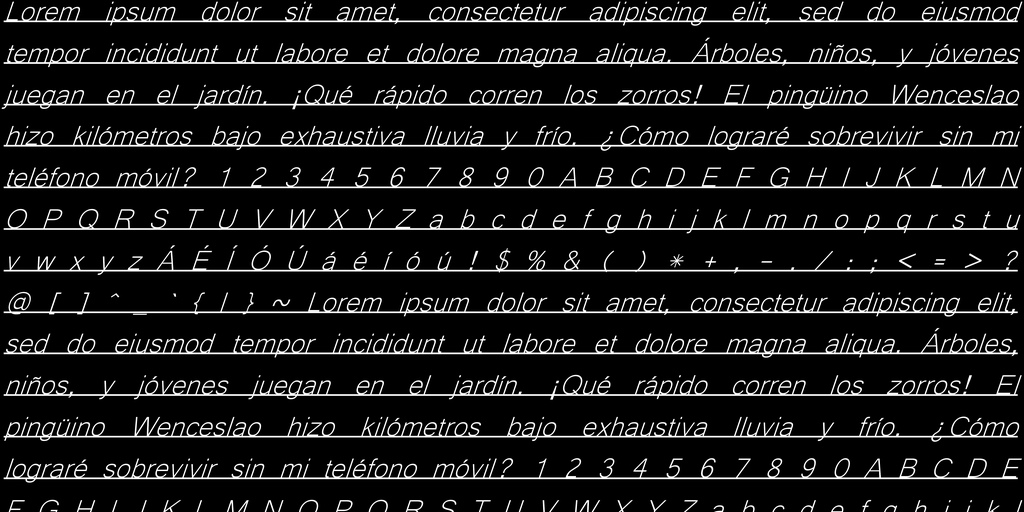 Lorem ipsum dolor sit amet, consectetur adipiscing elit, sed do eiusmod
tempor incididunt ut labore et dolore magna aliqua. Árboles, niños, y jóvenes
juegan en el jardín. ¡Qué rápido corren los zorros! El pingüino Wenceslao
hizo kilómetros bajo exhaustiva lluvia y frío. ¿Cómo lograré sobrevivir sin mi
teléfono móvil? 1 2 3 4 5 6 7 8 9 0 A B C D E F G H I J K L M N
O P Q R S T U V W X Y Z a b c d e f g h i j k l m n o p q r s t u
v w x y z Á É Í Ó Ú á é í ó ú ! $ % & ( ) * + , - . / : ; < = > ?
@ [ ] ^ _ ` { | } ~ Lorem ipsum dolor sit amet, consectetur adipiscing elit,
sed do eiusmod tempor incididunt ut labore et dolore magna aliqua. Árboles,
niños, y jóvenes juegan en el jardín. ¡Qué rápido corren los zorros! El
pingüino Wenceslao hizo kilómetros bajo exhaustiva lluvia y frío. ¿Cómo
lograré sobrevivir sin mi teléfono móvil? 1 2 3 4 5 6 7 8 9 0 A B C D E
F G H I J K L M N O P Q R S T U V W X Y Z a b c d e f g h i j k l